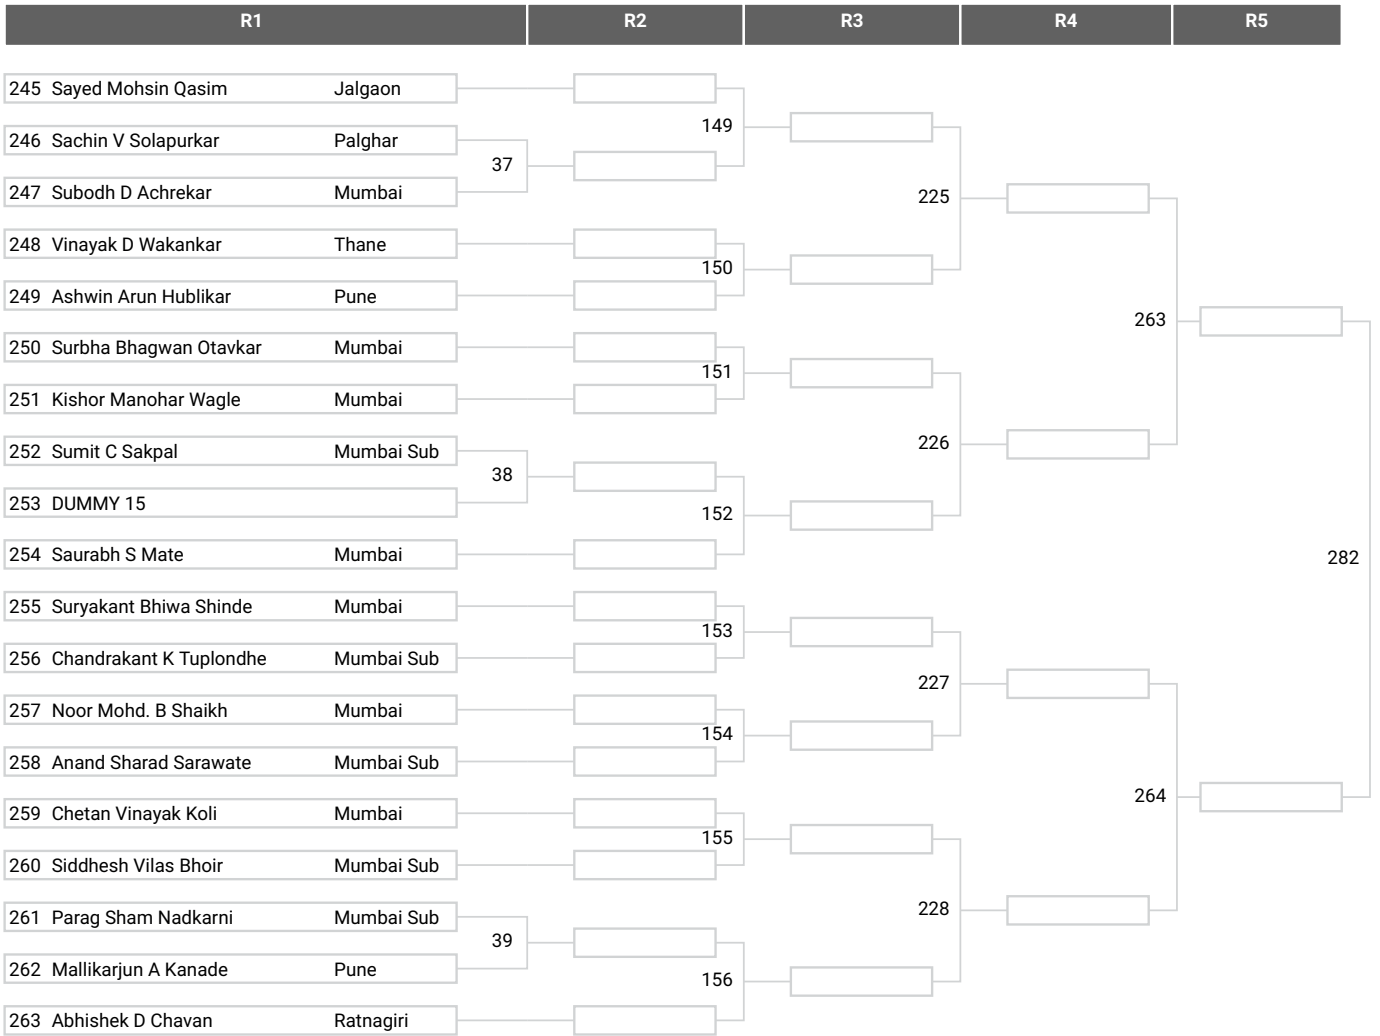 R1 R2 R3 R4 R5
245 Sayed Mohsin Qasim Jalgaon
149
246 Sachin V Solapurkar Palghar
37
247 Subodh D Achrekar Mumbai
225
248 Vinayak D Wakankar Thane
150
249 Ashwin Arun Hublikar Pune
263
250 Surbha Bhagwan Otavkar Mumbai
151
251 Kishor Manohar Wagle Mumbai
226
252 Sumit C Sakpal Mumbai Sub
38
253 DUMMY 15
152
254 Saurabh S Mate Mumbai
282
255 Suryakant Bhiwa Shinde Mumbai
153
256 Chandrakant K Tuplondhe Mumbai Sub
227
257 Noor Mohd. B Shaikh Mumbai
154
258 Anand Sharad Sarawate Mumbai Sub
264
259 Chetan Vinayak Koli Mumbai
155
260 Siddhesh Vilas Bhoir Mumbai Sub
228
261 Parag Sham Nadkarni Mumbai Sub
39
262 Mallikarjun A Kanade Pune
156
263 Abhishek D Chavan Ratnagiri